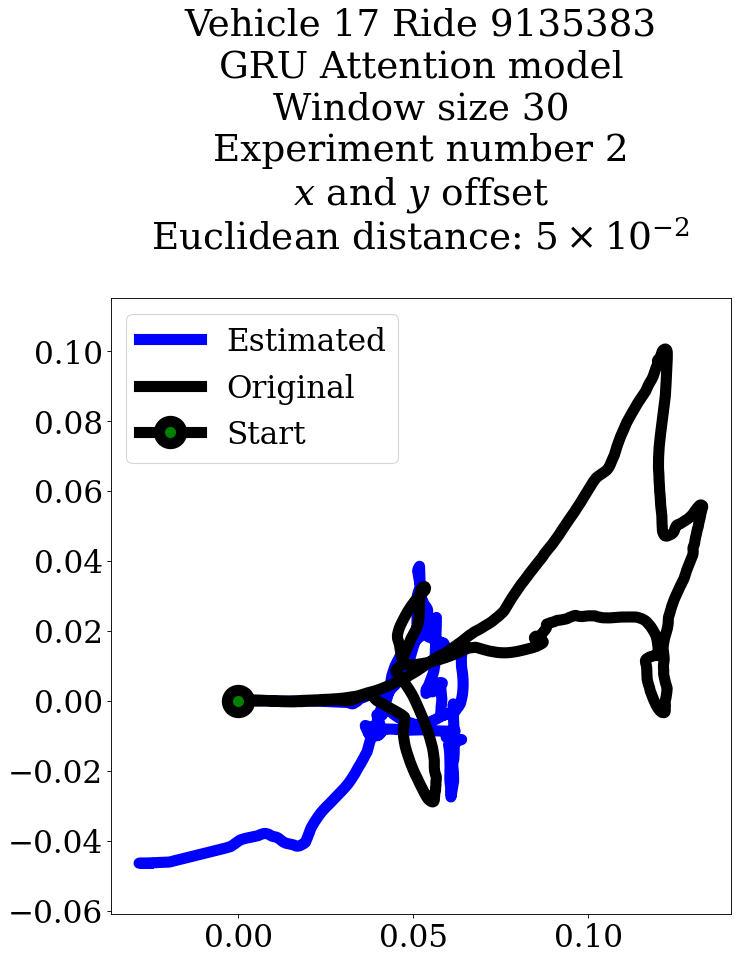 Vehicle 17 Ride 9135383
GRU Attention model
Window size 30
Experiment number 2
x and y offset
Euclidean distance: 5 × 10⁻²
Estimated
Original
Start
0.10
0.08
0.06
0.04
0.02
0.00
−0.02
−0.04
−0.06
0.00 0.05 0.10